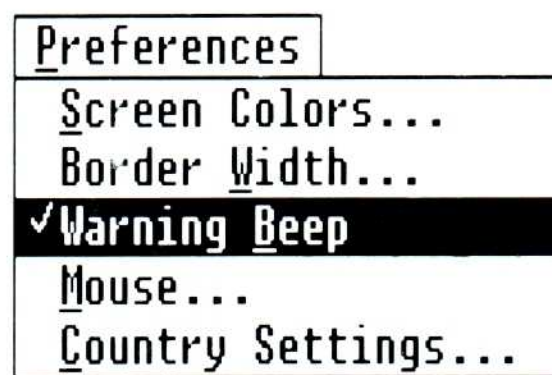 Preferences
Screen Colors...
Border Width...
✓Warning Beep
Mouse...
Country Settings...